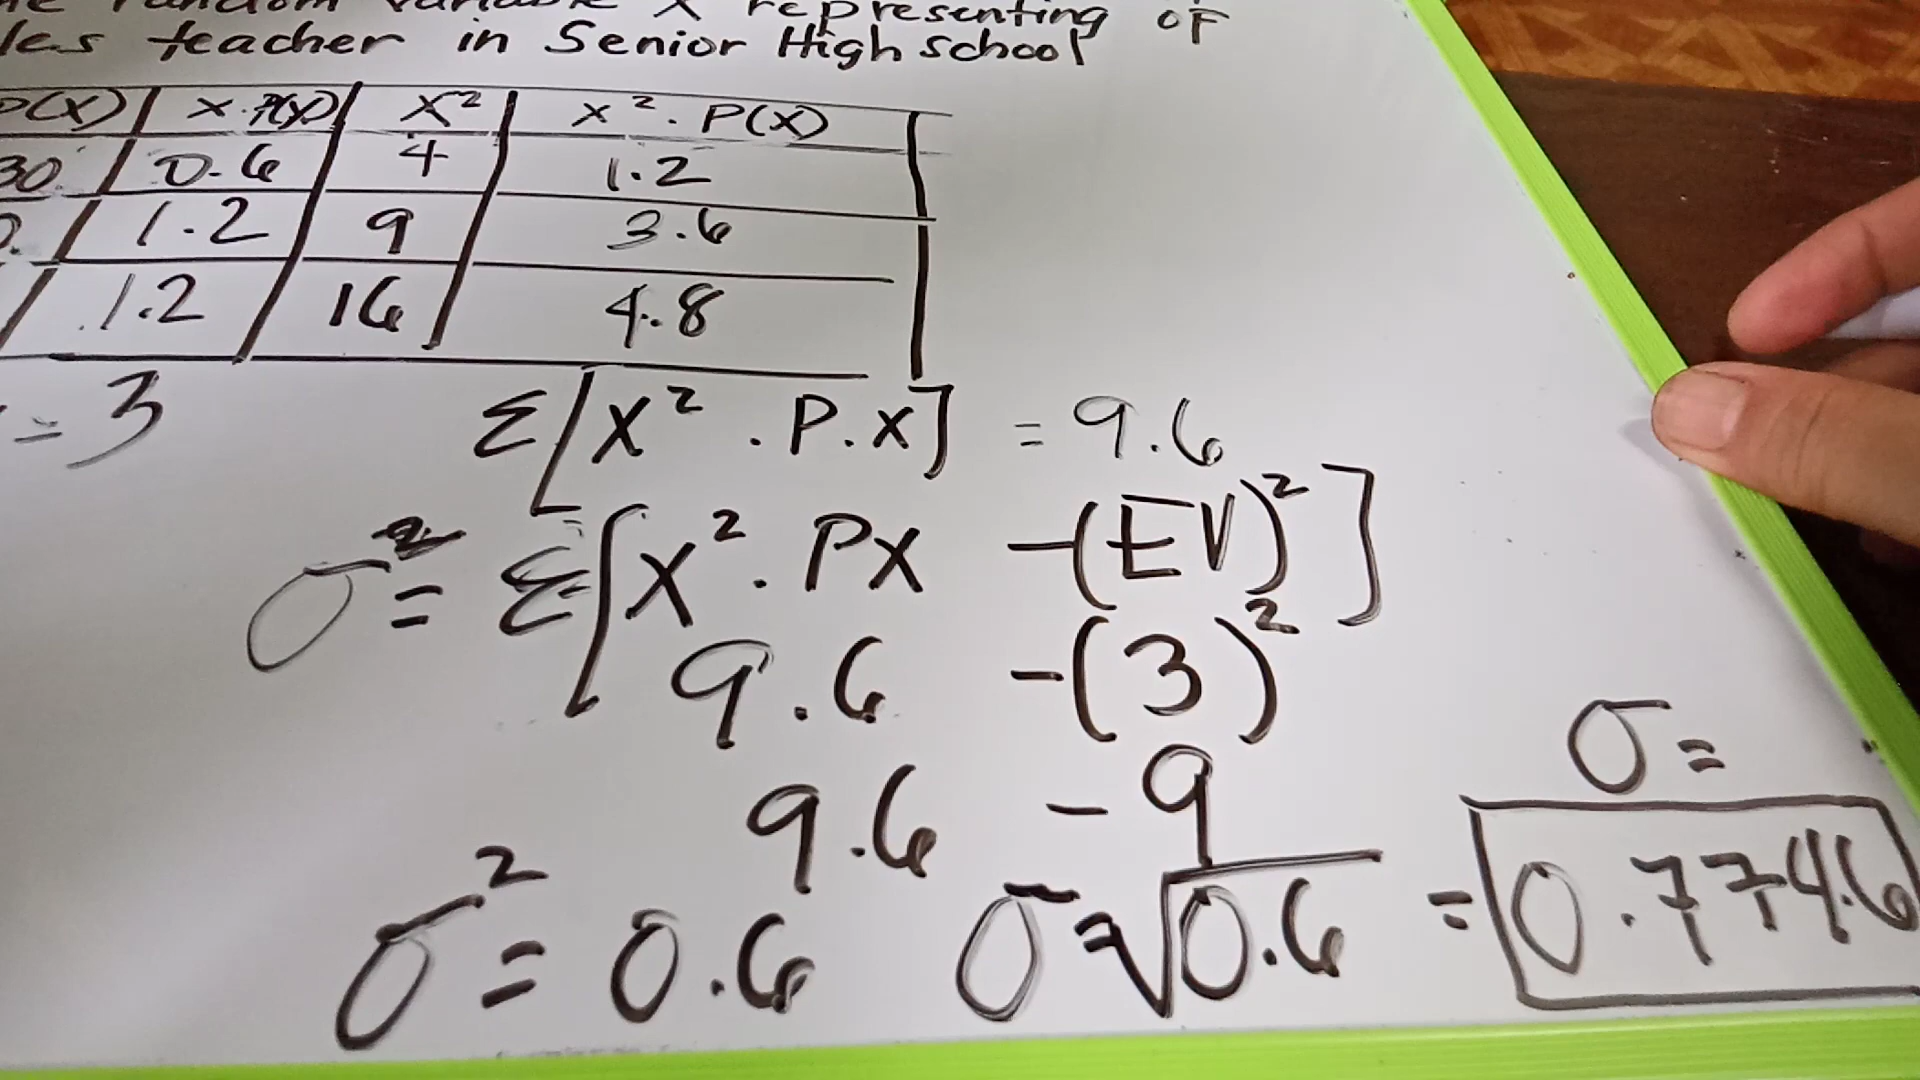 random variable X representing of
teacher in Senior High school
P(X) X·P(X) X² X²·P(X)
30 0.6 4 1.2
1.2 9 3.6
1.2 16 4.8
= 3
Σ[X²·P.X] = 9.6
σ² = Σ[X²·PX -(EV)²]
9.6 -(3)²
9.6 - 9
σ² = 0.6 σ=√0.6 = 0.7746
σ=